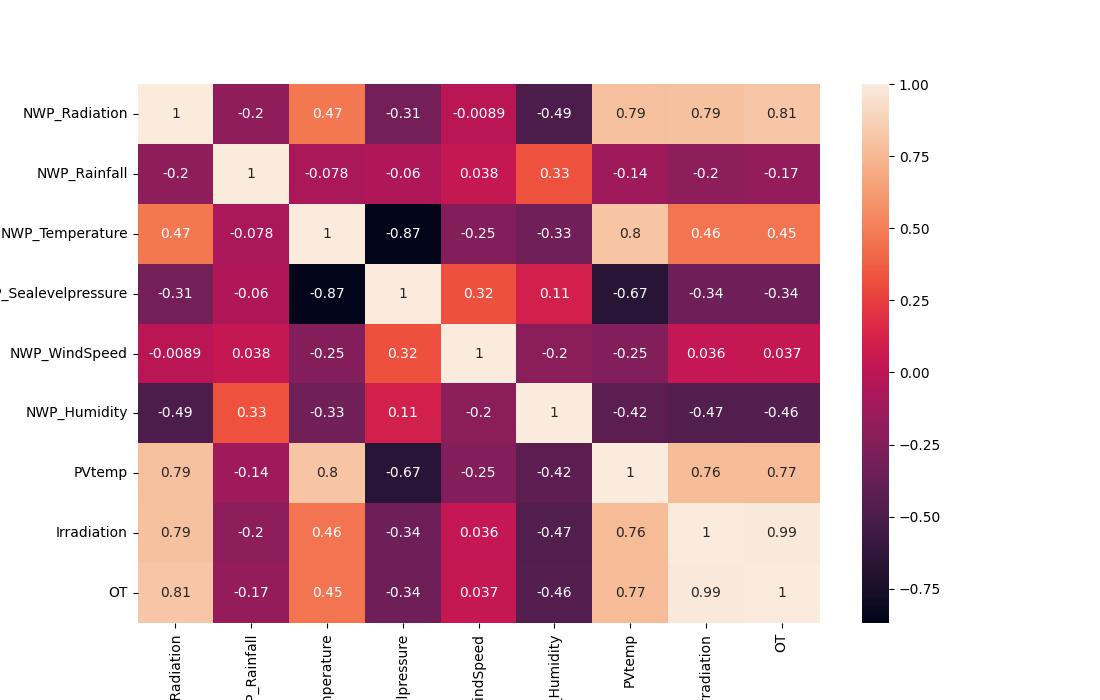 NWP_Radiation 1 -0.2 0.47 -0.31 -0.0089 -0.49 0.79 0.79 0.81
NWP_Rainfall -0.2 1 -0.078 -0.06 0.038 0.33 -0.14 -0.2 -0.17
NWP_Temperature 0.47 -0.078 1 -0.87 -0.25 -0.33 0.8 0.46 0.45
_Sealevelpressure -0.31 -0.06 -0.87 1 0.32 0.11 -0.67 -0.34 -0.34
NWP_WindSpeed -0.0089 0.038 -0.25 0.32 1 -0.2 -0.25 0.036 0.037
NWP_Humidity -0.49 0.33 -0.33 0.11 -0.2 1 -0.42 -0.47 -0.46
PVtemp 0.79 -0.14 0.8 -0.67 -0.25 -0.42 1 0.76 0.77
Irradiation 0.79 -0.2 0.46 -0.34 0.036 -0.47 0.76 1 0.99
OT 0.81 -0.17 0.45 -0.34 0.037 -0.46 0.77 0.99 1
Radiation
P_Rainfall
mperature
lpressure
indSpeed
_Humidity
PVtemp
rradiation
OT
1.00
0.75
0.50
0.25
0.00
−0.25
−0.50
−0.75